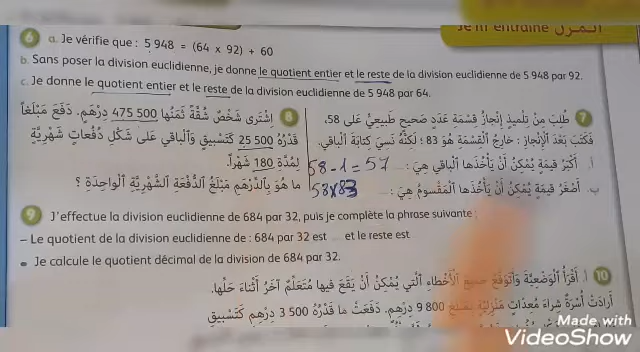 Je m'entraîne
6 a. Je vérifie que : 5 948 = (64 x 92) + 60
b. Sans poser la division euclidienne, je donne le quotient entier et le reste de la division euclidienne de 5 948 par 92.
c. Je donne le quotient entier et le reste de la division euclidienne de 5 948 par 64.
7 طُلِبَ مِنْ تِلْمِيذٍ إِنْجَازُ قِسْمَةِ عَدَدٍ صَحِيحٍ طَبِيعِيٍّ عَلَى 58.
فَكَتَبَ بَعْدَ الْإِنْجَازِ : خَارِجُ الْقِسْمَةِ هُوَ 83 ; لَكِنَّهُ نَسِيَ كِتَابَةَ الْبَاقِي.
أ. أَكْبَرُ قِيمَةٍ يُمْكِنُ أَنْ يَأْخُذَهَا الْبَاقِي هِيَ : 58 - 1 = 57
ب. أَصْغَرُ قِيمَةٍ يُمْكِنُ أَنْ يَأْخُذَهَا الْمَقْسُومُ هِيَ : 58x83
8 اِشْتَرَى شَخْصٌ شُقَّةً ثَمَنُهَا 475 500 دِرْهَمٍ. دَفَعَ مَبْلَغاً
قَدْرُهُ 25 500 كَتَسْبِيقٍ وَالْبَاقِي عَلَى شَكْلِ دُفُعَاتٍ شَهْرِيَّةٍ
لِمُدَّةِ 180 شَهْراً.
مَا هُوَ بِالدِّرْهَمِ مَبْلَغُ الدُّفْعَةِ الشَّهْرِيَّةِ الْوَاحِدَةِ ؟
9 J'effectue la division euclidienne de 684 par 32, puis je complète la phrase suivante :
– Le quotient de la division euclidienne de : 684 par 32 est ... et le reste est
Je calcule le quotient décimal de la division euclidienne de 684 par 32.
10 أ. أَقْرَأُ الْوَضْعِيَّةَ وَأَتَوَقَّعُ جَمِيعَ الْأَخْطَاءِ الَّتِي يُمْكِنُ أَنْ يَقَعَ فِيهَا مُتَعَلِّمٌ آخَرُ أَثْنَاءَ حَلِّهَا.
أَرَادَتْ أُسْرَةٌ شِرَاءَ مُعِدَّاتٍ مَنْزِلِيَّةٍ بِمَبْلَغِ 9 800 دِرْهَمٍ. دَفَعَتْ مَا قَدْرُهُ 3 500 دِرْهَمٍ كَتَسْبِيقٍ
Made with
VideoShow